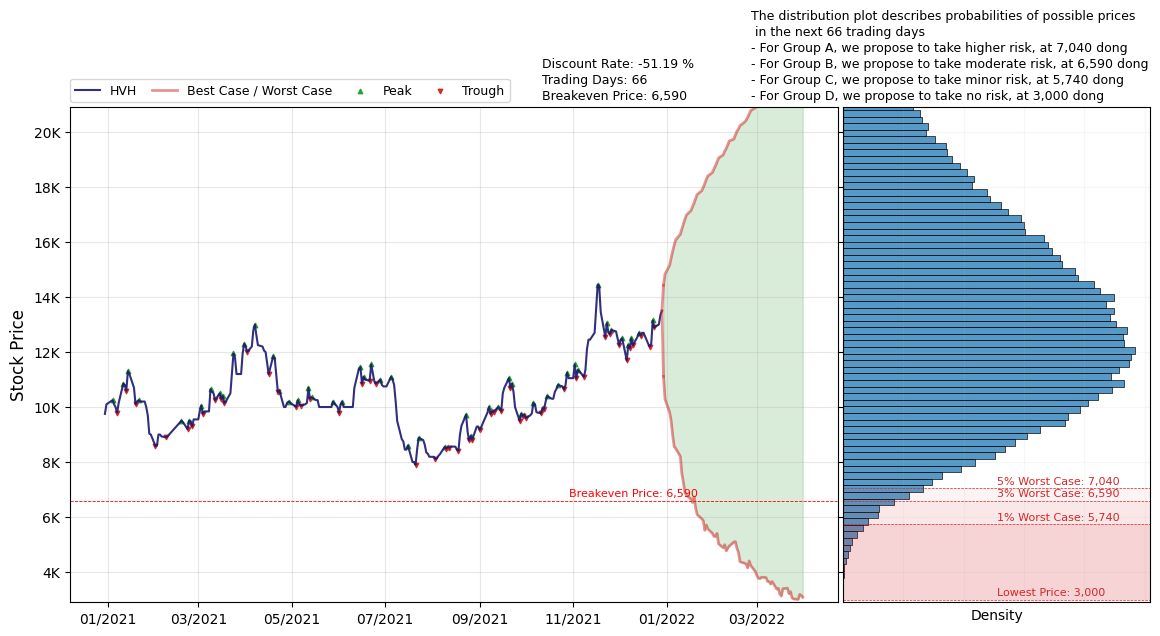 The distribution plot describes probabilities of possible prices
in the next 66 trading days
- For Group A, we propose to take higher risk, at 7,040 dong
- For Group B, we propose to take moderate risk, at 6,590 dong
- For Group C, we propose to take minor risk, at 5,740 dong
- For Group D, we propose to take no risk, at 3,000 dong
Discount Rate: -51.19 %
Trading Days: 66
Breakeven Price: 6,590
HVH
Best Case / Worst Case
Peak
Trough
Stock Price
20K
18K
16K
14K
12K
10K
8K
6K
4K
Breakeven Price: 6,590
01/2021
03/2021
05/2021
07/2021
09/2021
11/2021
01/2022
03/2022
5% Worst Case: 7,040
3% Worst Case: 6,590
1% Worst Case: 5,740
Lowest Price: 3,000
Density